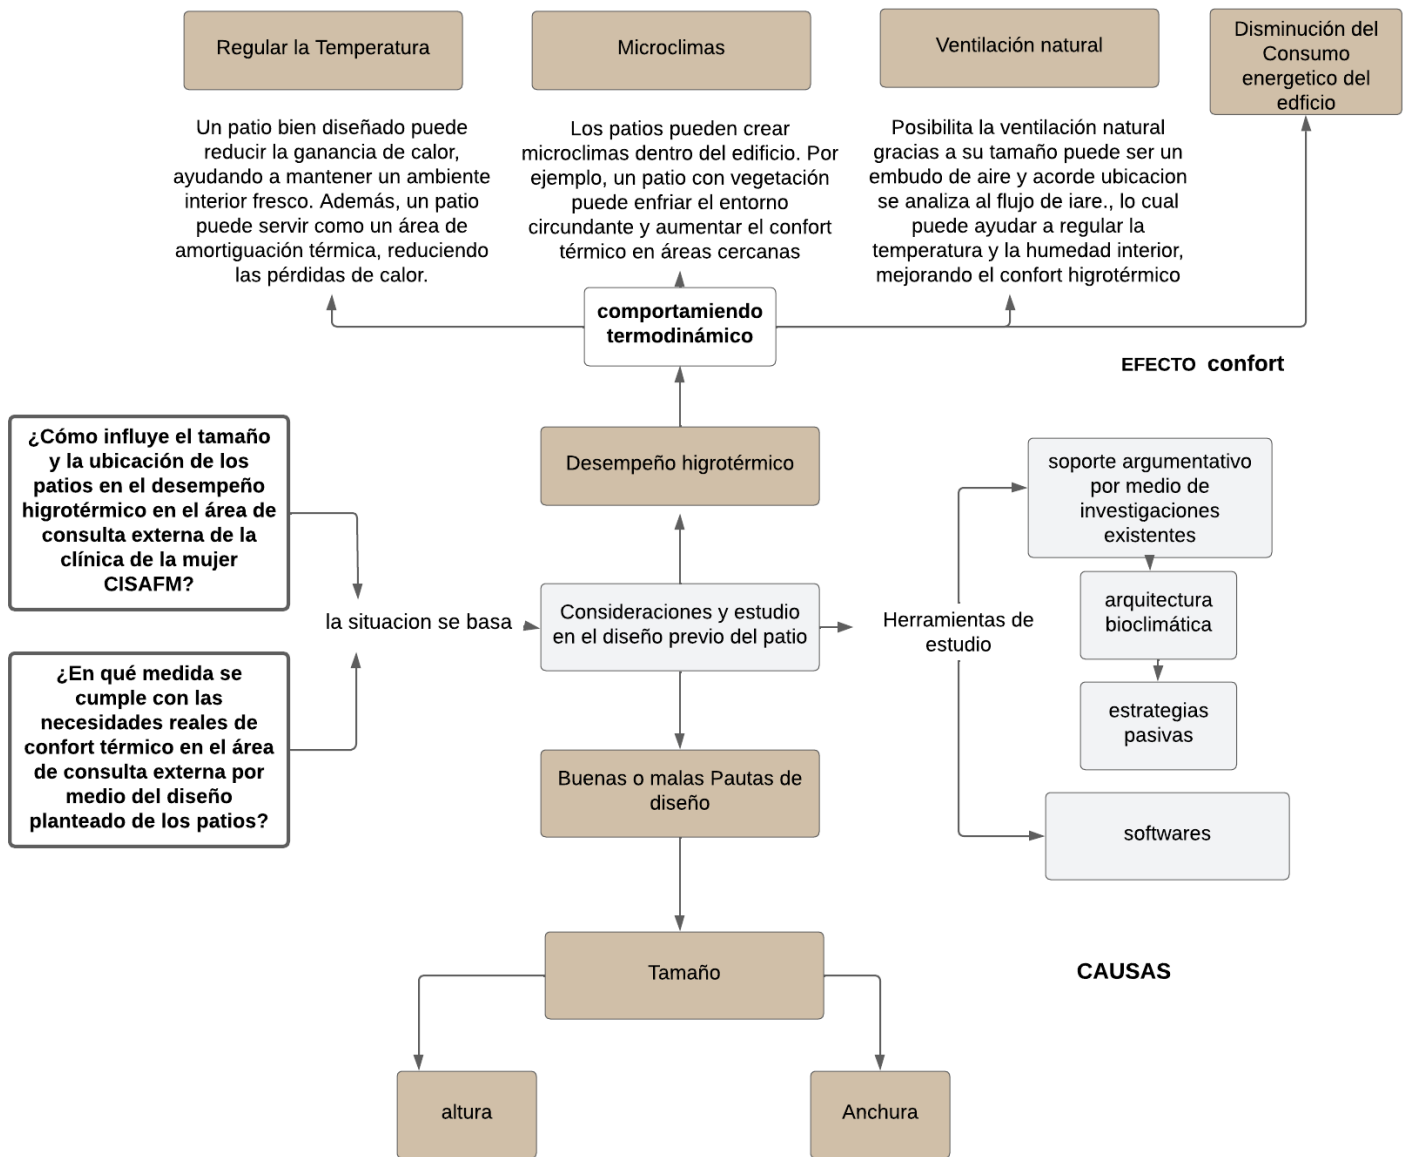 Regular la Temperatura
Microclimas
Ventilación natural
Disminución del
Consumo
energetico del
edficio
Un patio bien diseñado puede
reducir la ganancia de calor,
ayudando a mantener un ambiente
interior fresco. Además, un patio
puede servir como un área de
amortiguación térmica, reduciendo
las pérdidas de calor.
Los patios pueden crear
microclimas dentro del edificio. Por
ejemplo, un patio con vegetación
puede enfriar el entorno
circundante y aumentar el confort
térmico en áreas cercanas
Posibilita la ventilación natural
gracias a su tamaño puede ser un
embudo de aire y acorde ubicacion
se analiza al flujo de iare., lo cual
puede ayudar a regular la
temperatura y la humedad interior,
mejorando el confort higrotérmico
comportamiendo
termodinámico
EFECTO confort
¿Cómo influye el tamaño
y la ubicación de los
patios en el desempeño
higrotérmico en el área de
consulta externa de la
clínica de la mujer
CISAFM?
Desempeño higrotérmico
soporte argumentativo
por medio de
investigaciones
existentes
arquitectura
bioclimática
estrategias
pasivas
la situacion se basa
Consideraciones y estudio
en el diseño previo del patio
Herramientas de
estudio
¿En qué medida se
cumple con las
necesidades reales de
confort térmico en el área
de consulta externa por
medio del diseño
planteado de los patios?
Buenas o malas Pautas de
diseño
softwares
Tamaño
CAUSAS
altura
Anchura